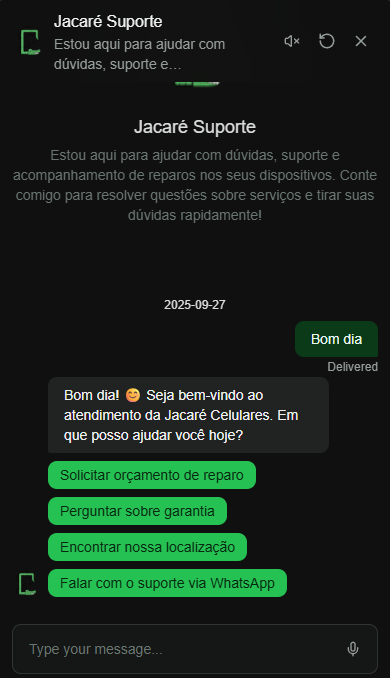 Jacaré Suporte
Estou aqui para ajudar com
dúvidas, suporte e...
Jacaré Suporte
Estou aqui para ajudar com dúvidas, suporte e
acompanhamento de reparos nos seus dispositivos. Conte
comigo para resolver questões sobre serviços e tirar suas
dúvidas rapidamente!
2025-09-27
Bom dia
Delivered
Bom dia! 😊 Seja bem-vindo ao
atendimento da Jacaré Celulares. Em
que posso ajudar você hoje?
Solicitar orçamento de reparo
Perguntar sobre garantia
Encontrar nossa localização
Falar com o suporte via WhatsApp
Type your message...